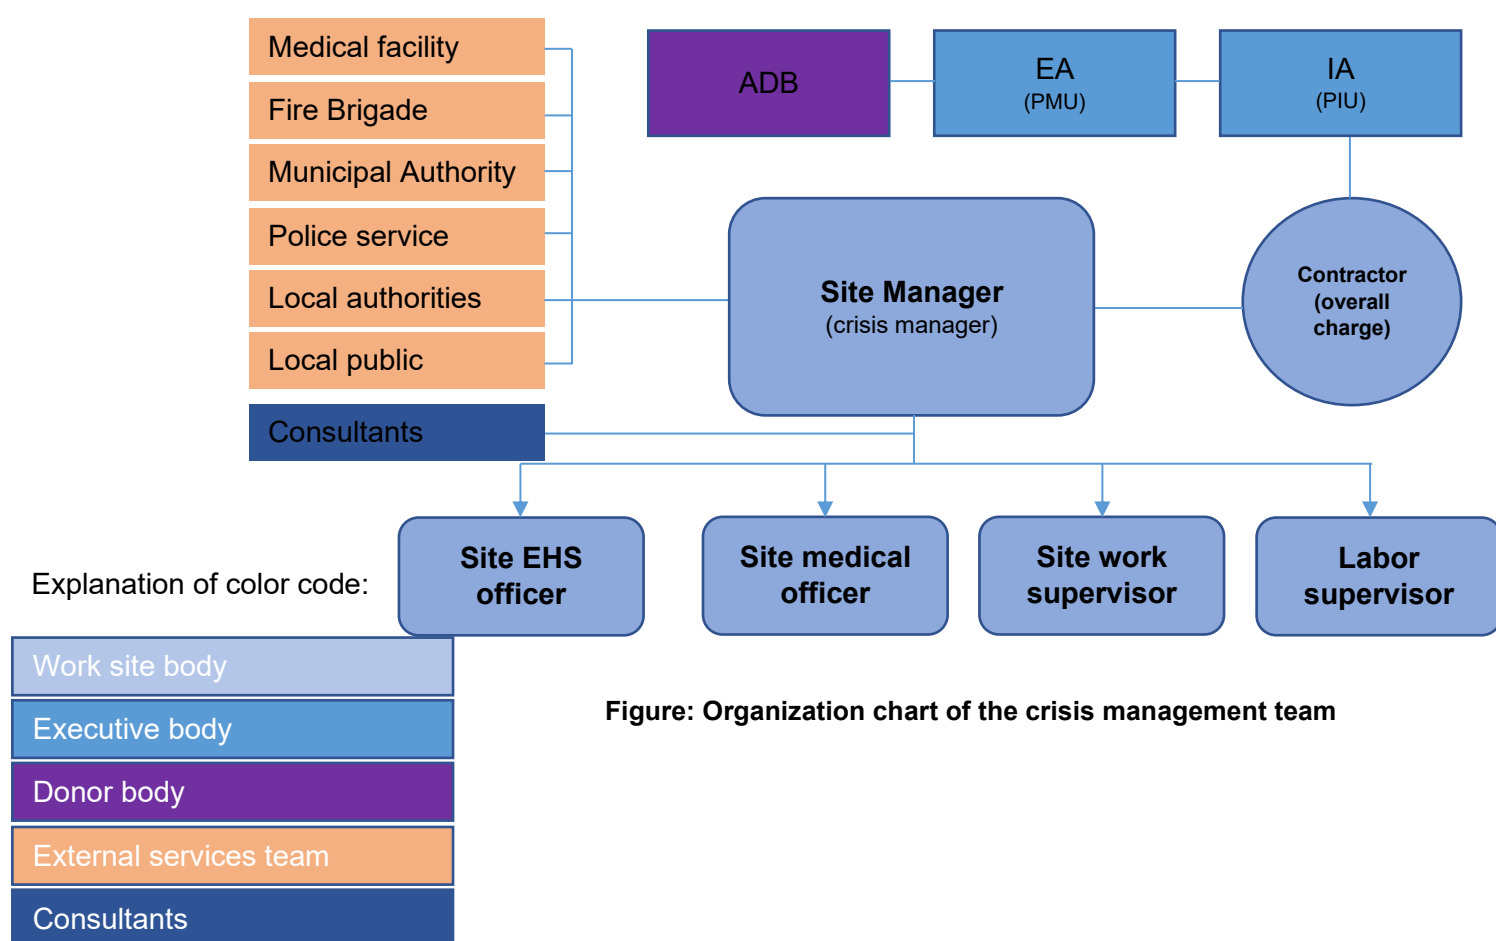 Medical facility
Fire Brigade
Municipal Authority
Police service
Local authorities
Local public
Consultants
ADB
EA
(PMU)
IA
(PIU)
Site Manager
(crisis manager)
Contractor
(overall
charge)
Site EHS
officer
Site medical
officer
Site work
supervisor
Labor
supervisor
Explanation of color code:
Work site body
Executive body
Donor body
External services team
Consultants
Figure: Organization chart of the crisis management team